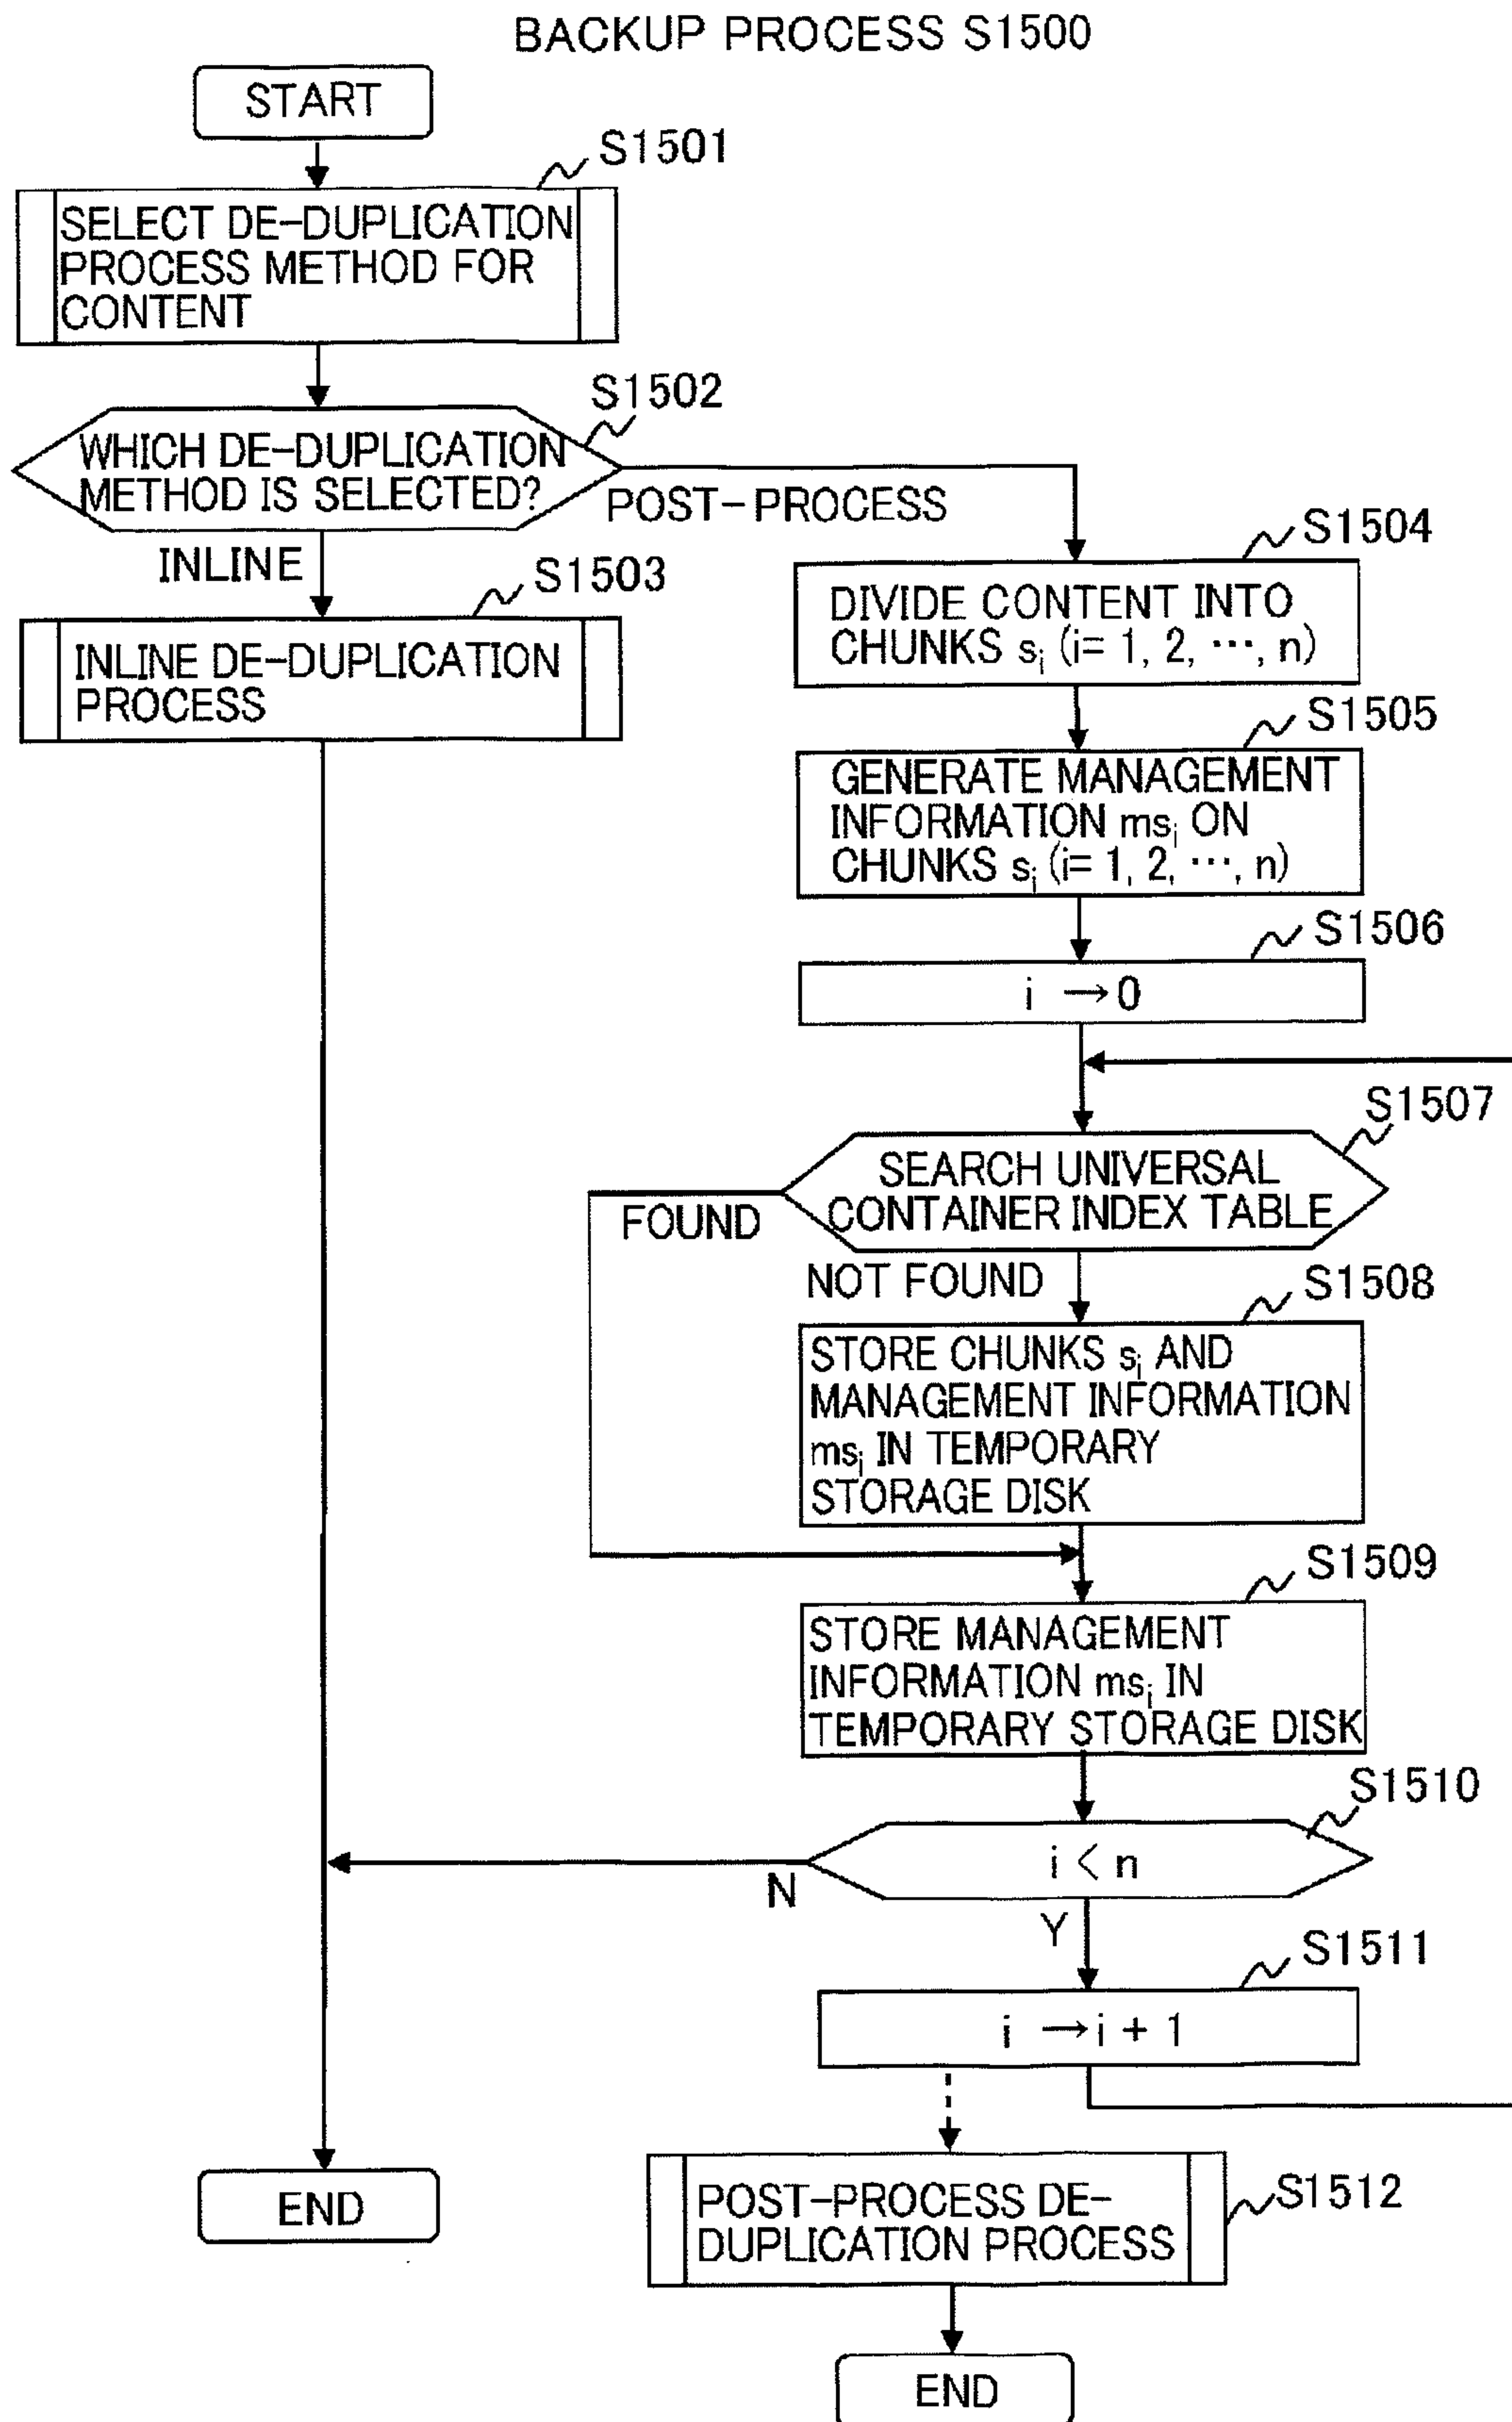 BACKUP PROCESS S1500
START
S1501
SELECT DE-DUPLICATION
PROCESS METHOD FOR
CONTENT
S1502
WHICH DE-DUPLICATION
METHOD IS SELECTED?
POST-PROCESS
INLINE
S1503
INLINE DE-DUPLICATION
PROCESS
S1504
DIVIDE CONTENT INTO
CHUNKS si (i= 1, 2, ···, n)
S1505
GENERATE MANAGEMENT
INFORMATION msi ON
CHUNKS si (i= 1, 2, ···, n)
S1506
i →0
S1507
SEARCH UNIVERSAL
CONTAINER INDEX TABLE
FOUND
NOT FOUND
S1508
STORE CHUNKS si AND
MANAGEMENT INFORMATION
msi IN TEMPORARY
STORAGE DISK
S1509
STORE MANAGEMENT
INFORMATION msi IN
TEMPORARY STORAGE DISK
S1510
i < n
N
Y
S1511
i →i + 1
END
S1512
POST-PROCESS DE-
DUPLICATION PROCESS
END